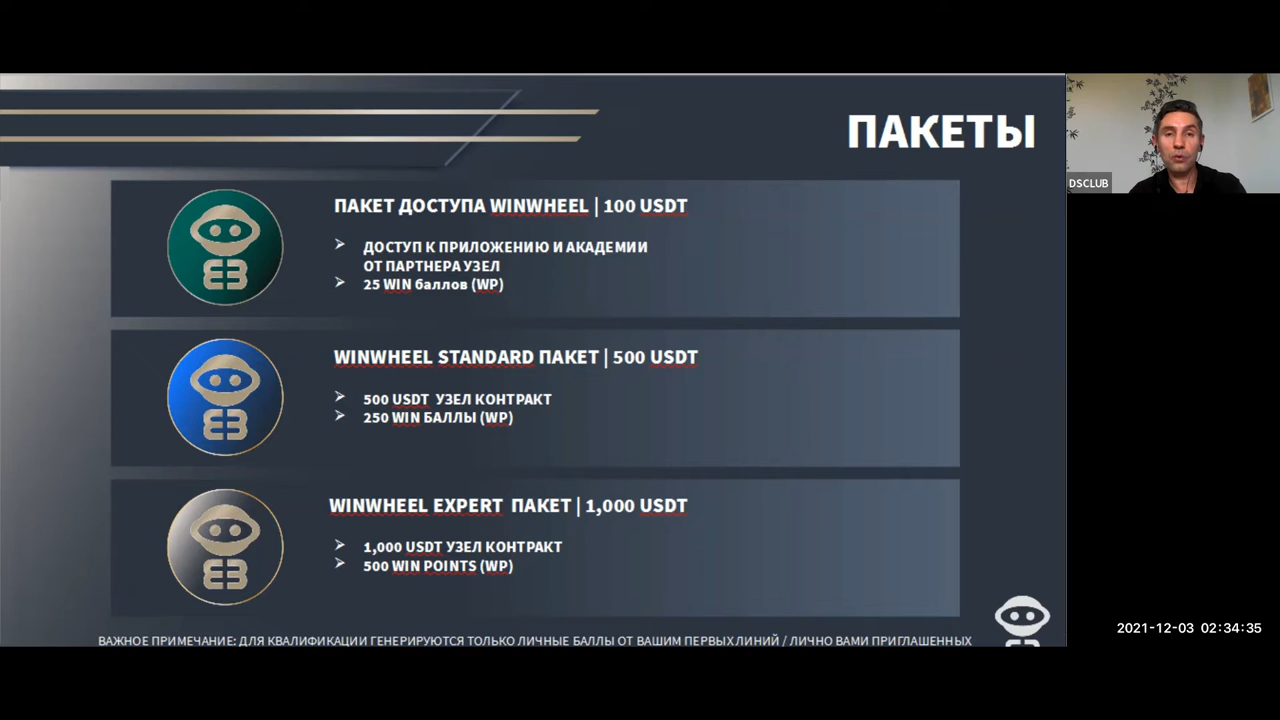 ПАКЕТЫ
ПАКЕТ ДОСТУПА WINWHEEL | 100 USDT
ДОСТУП К ПРИЛОЖЕНИЮ И АКАДЕМИИ
ОТ ПАРТНЕРА УЗЕЛ
25 WIN баллов (WP)
WINWHEEL STANDARD ПАКЕТ | 500 USDT
500 USDT УЗЕЛ КОНТРАКТ
250 WIN БАЛЛЫ (WP)
WINWHEEL EXPERT ПАКЕТ | 1,000 USDT
1,000 USDT УЗЕЛ КОНТРАКТ
500 WIN POINTS (WP)
ВАЖНОЕ ПРИМЕЧАНИЕ: ДЛЯ КВАЛИФИКАЦИИ ГЕНЕРИРУЮТСЯ ТОЛЬКО ЛИЧНЫЕ БАЛЛЫ ОТ ВАШИМ ПЕРВЫХ ЛИНИЙ / ЛИЧНО ВАМИ ПРИГЛАШЕННЫХ
DSCLUB
2021-12-03 02:34:35